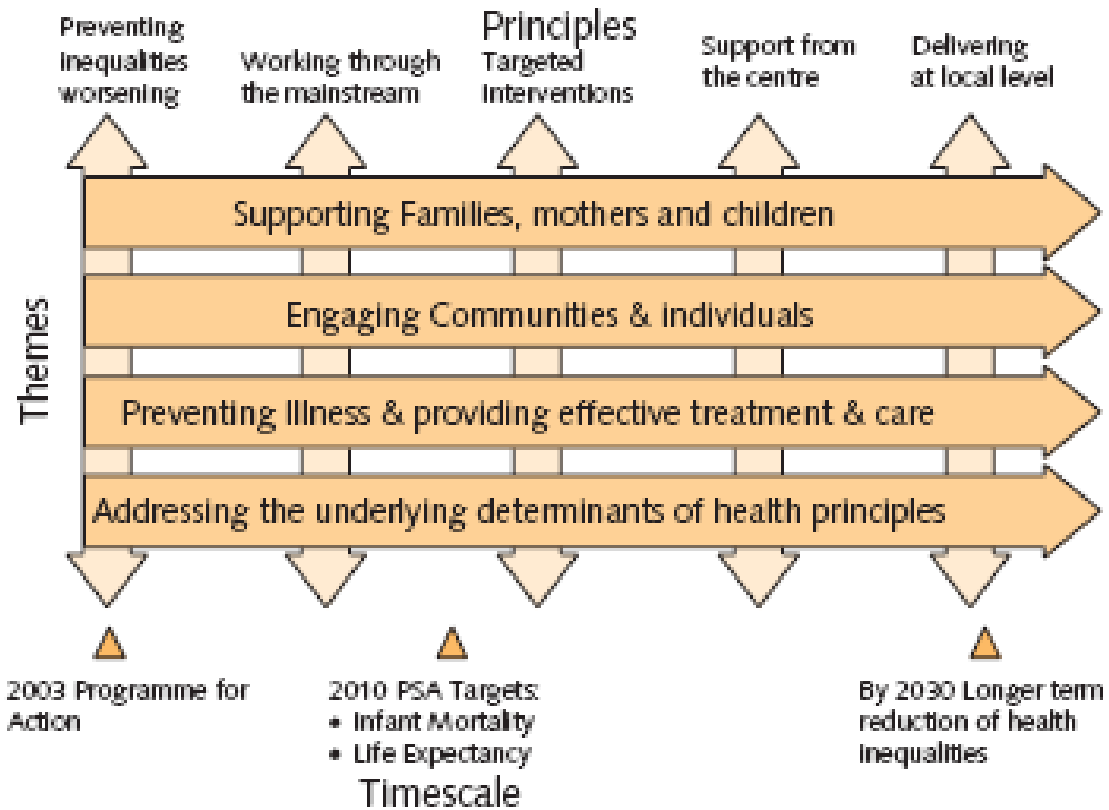 Principles
Preventing
inequalities
worsening
Working through
the mainstream
Targeted
Interventions
Support from
the centre
Delivering
at local level
Themes
Supporting Families, mothers and children
Engaging Communities & individuals
Preventing Illness & providing effective treatment & care
Addressing the underlying determinants of health principles
2003 Programme for
Action
2010 PSA Targets:
• Infant Mortality
• Life Expectancy
By 2030 Longer term
reduction of health
inequalities
Timescale